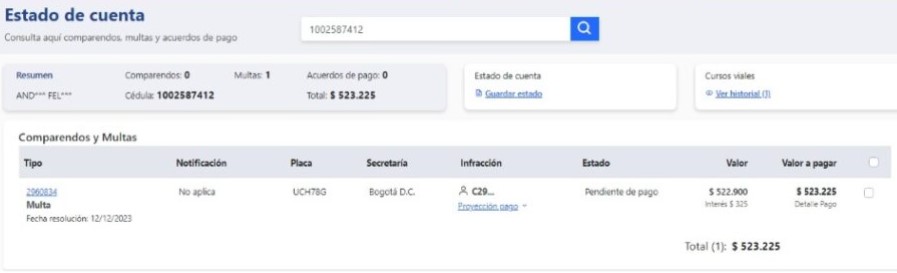 Estado de cuenta
Consulta aquí comparendos, multas y acuerdos de pago
1002587412
Resumen Comparendos: 0 Multas: 1 Acuerdos de pago: 0
AND*** FEL*** Cédula: 1002587412 Total: $ 523.225
Estado de cuenta
Guardar estado
Cursos viales
Ver historial (1)
Comparendos y Multas
Tipo Notificación Placa Secretaría Infracción Estado Valor Valor a pagar
2960834 No aplica UCH78G Bogotá D.C. C29... Pendiente de pago $ 522.900 $ 523.225
Multa Proyección pago Interés $ 325 Detalle Pago
Fecha resolución: 12/12/2023
Total (1): $ 523.225